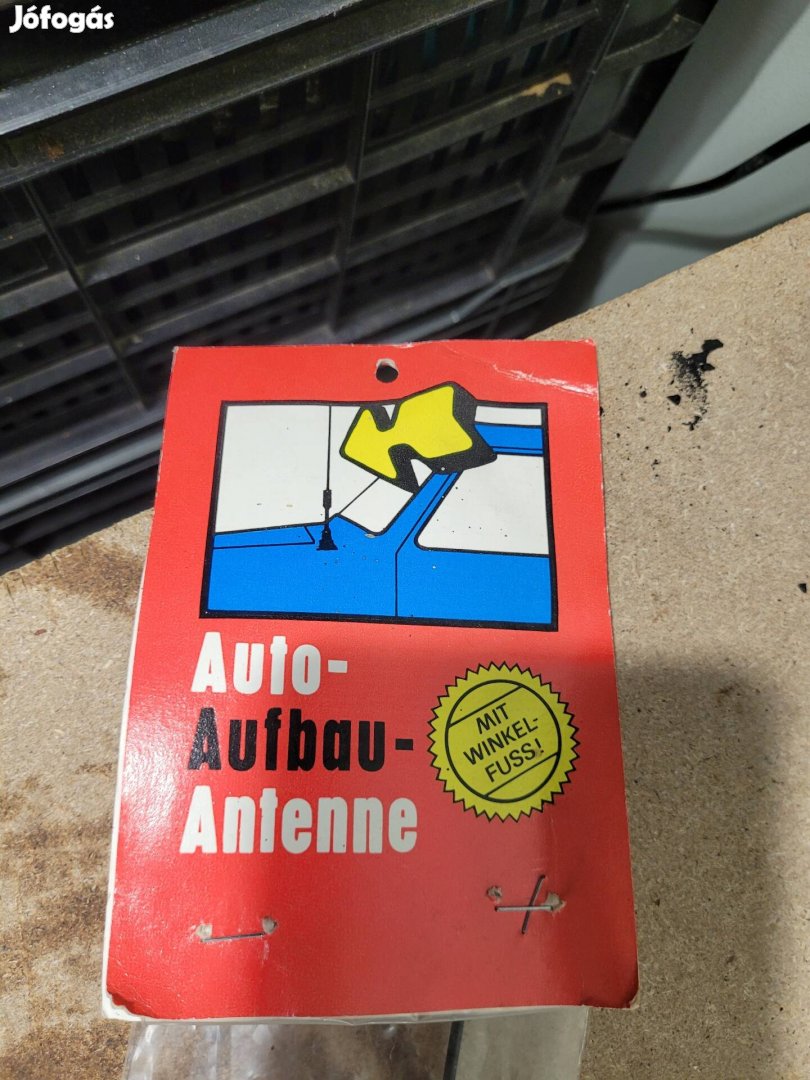 Jófogás
Auto-
Aufbau-
Antenne
MIT
WINKEL-
FUSS!